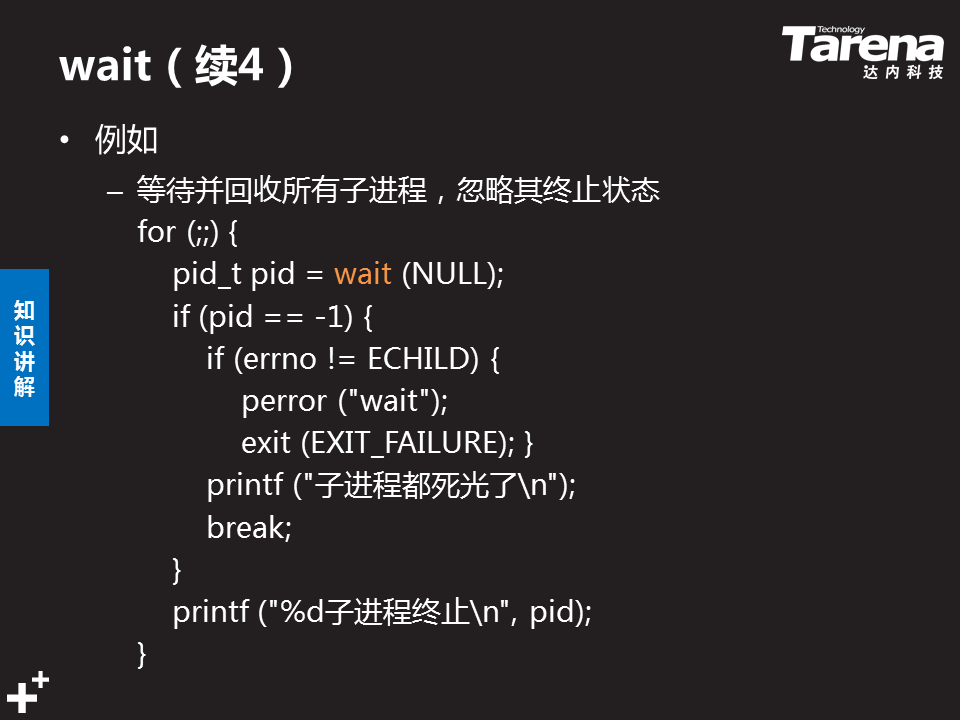 wait（续4）
Technology
Tarena
达内科技
• 例如
– 等待并回收所有子进程，忽略其终止状态
for (;;) {
pid_t pid = wait (NULL);
if (pid == -1) {
if (errno != ECHILD) {
perror ("wait");
exit (EXIT_FAILURE); }
printf ("子进程都死光了\n");
break;
}
printf ("%d子进程终止\n", pid);
}
知识讲解